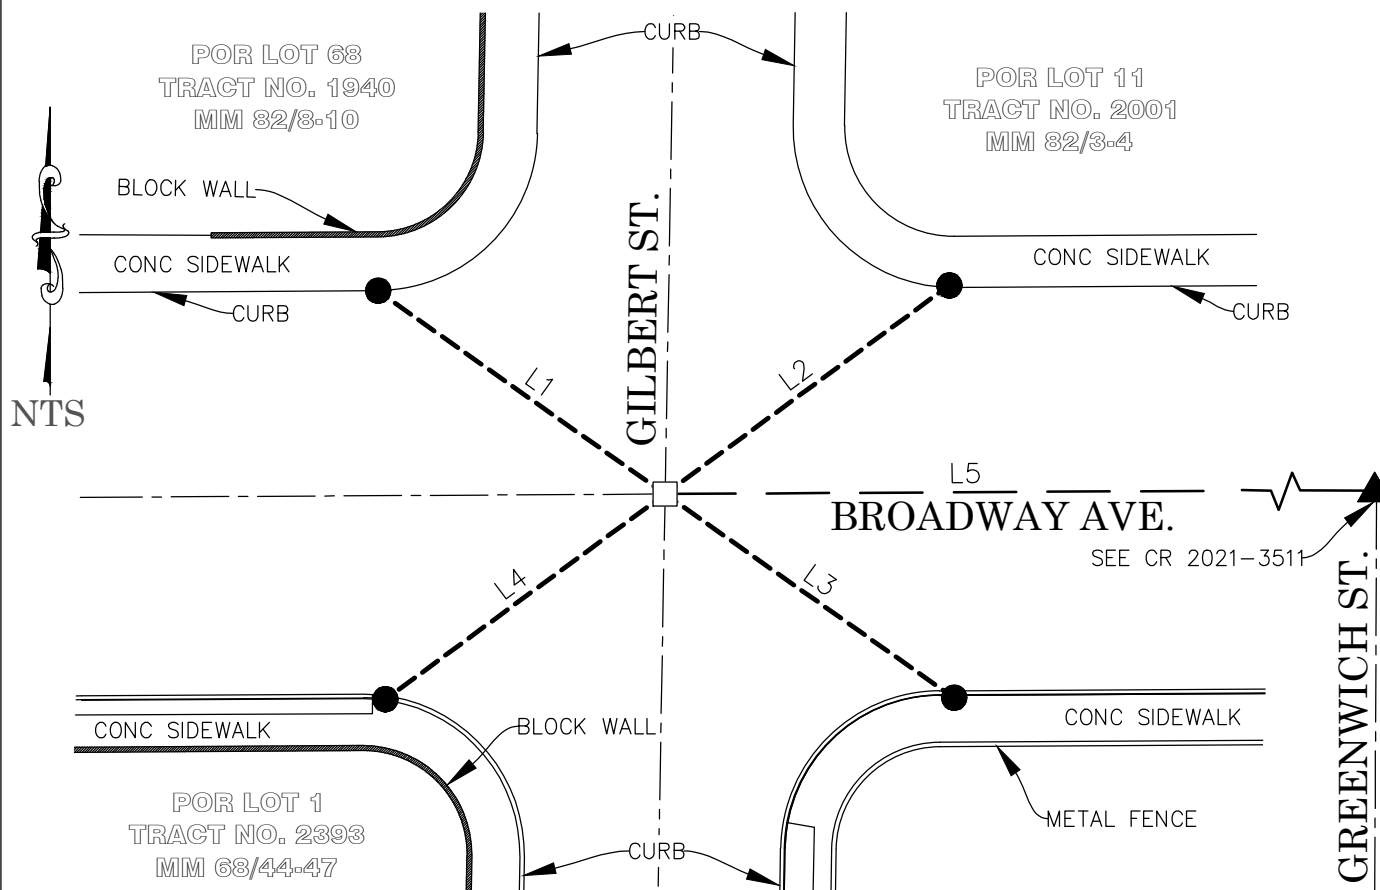 CURB
POR LOT 68
TRACT NO. 1940
MM 82/8-10
POR LOT 11
TRACT NO. 2001
MM 82/3-4
BLOCK WALL
CONC SIDEWALK
CONC SIDEWALK
CURB
CURB
NTS
GILBERT ST.
L1
L2
L5
BROADWAY AVE.
SEE CR 2021-3511
L4
L3
GREENWICH ST.
CONC SIDEWALK
BLOCK WALL
CONC SIDEWALK
POR LOT 1
TRACT NO. 2393
MM 68/44-47
METAL FENCE
CURB